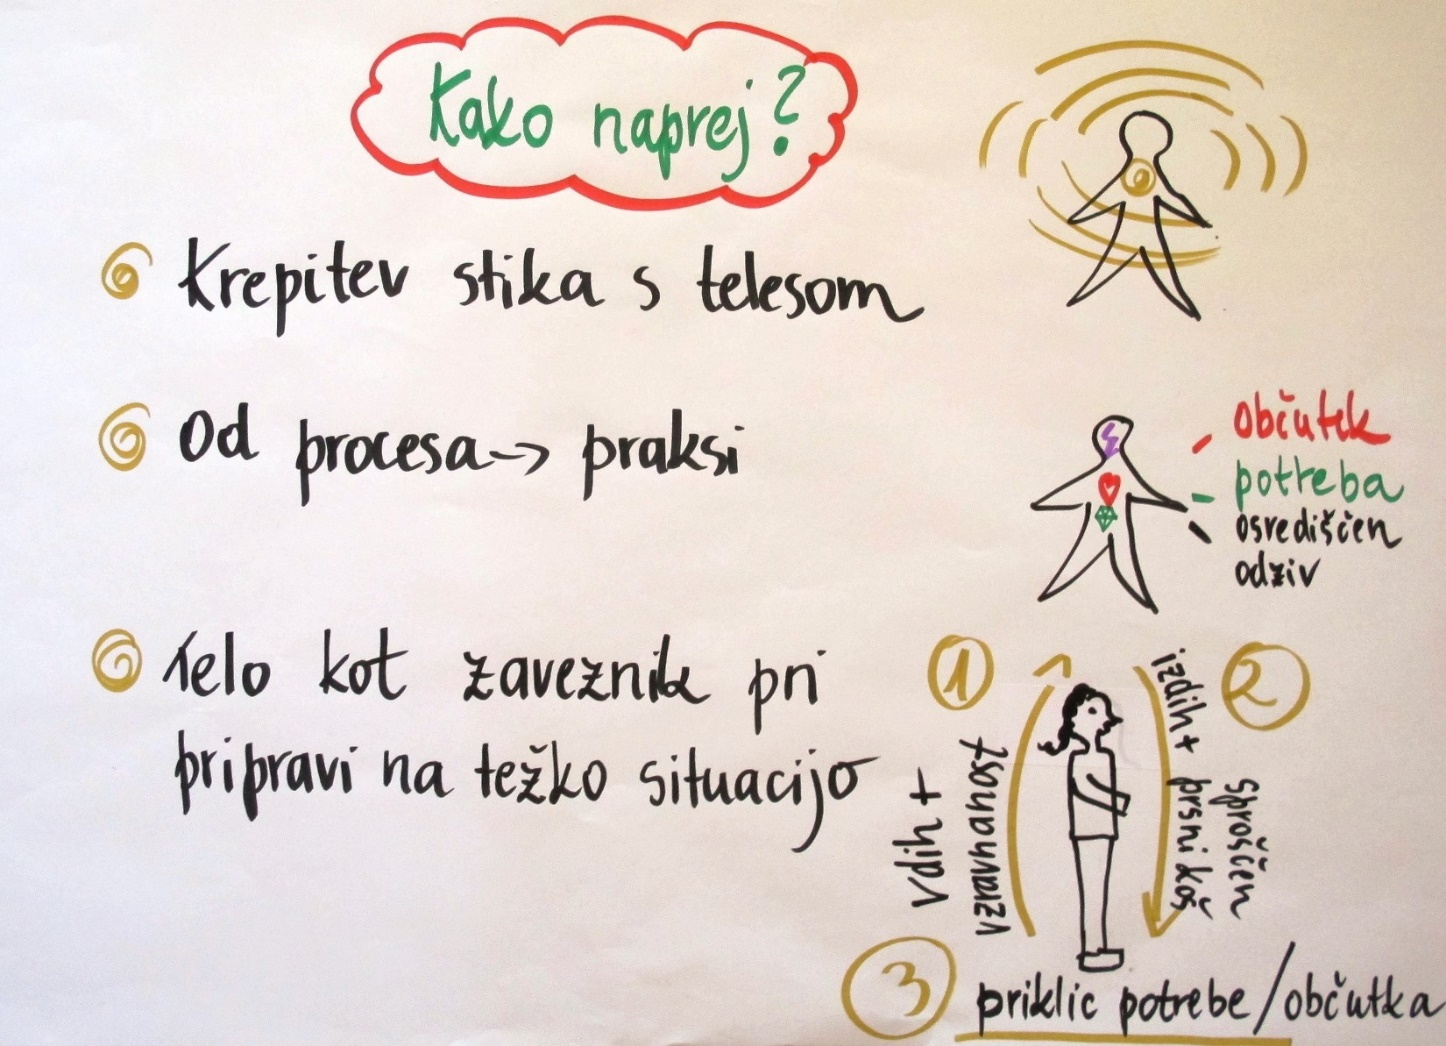 Kako naprej?
Krepitev stika s telesom
Od procesa -> praksi
občutek
potreba
osrediščen
odziv
Telo kot zaveznik pri
pripravi na težko situacijo
1
vdih +
vzravnanost
2
izdih + prsni koš
sproščen
3
priklic potrebe / občutka